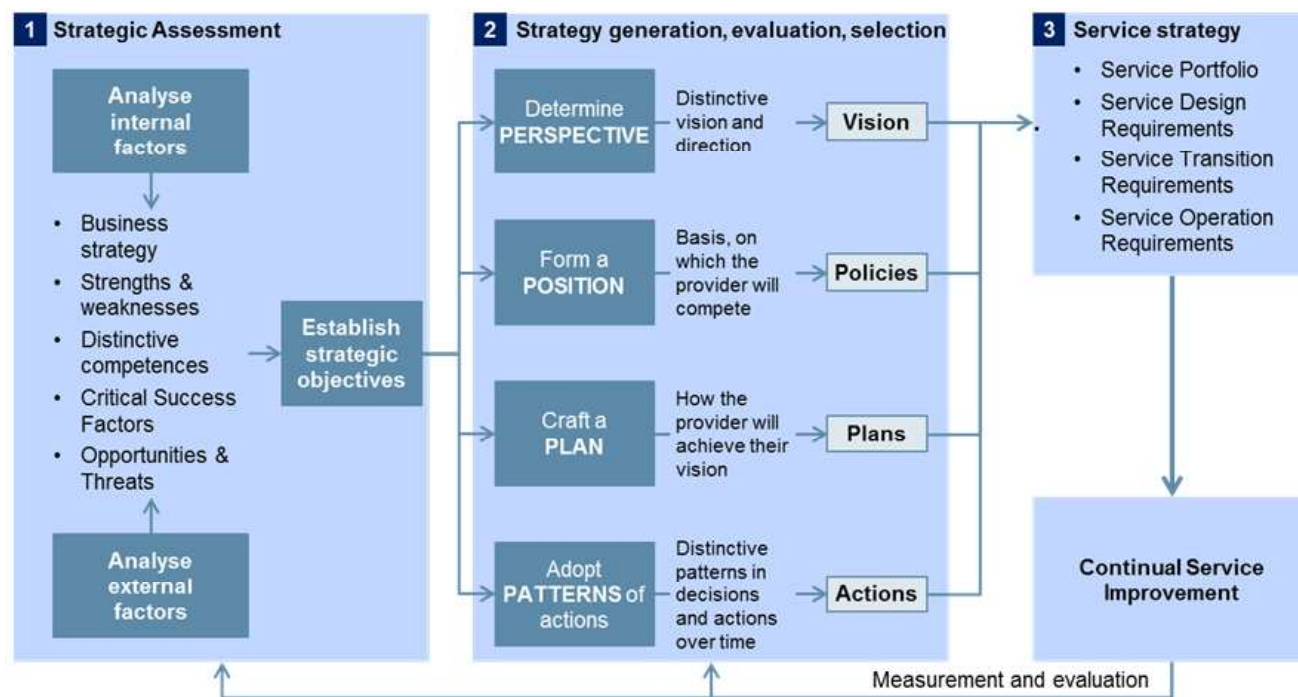 1 Strategic Assessment
Analyse
internal
factors
• Business
strategy
• Strengths &
weaknesses
• Distinctive
competences
• Critical Success
Factors
• Opportunities &
Threats
Analyse
external
factors
Establish
strategic
objectives
2 Strategy generation, evaluation, selection
Determine
PERSPECTIVE
Distinctive
vision and
direction
Vision
Form a
POSITION
Basis, on
which the
provider will
compete
Policies
Craft a
PLAN
How the
provider will
achieve their
vision
Plans
Adopt
PATTERNS of
actions
Distinctive
patterns in
decisions
and actions
over time
Actions
3 Service strategy
• Service Portfolio
• Service Design
Requirements
• Service Transition
Requirements
• Service Operation
Requirements
Continual Service
Improvement
Measurement and evaluation